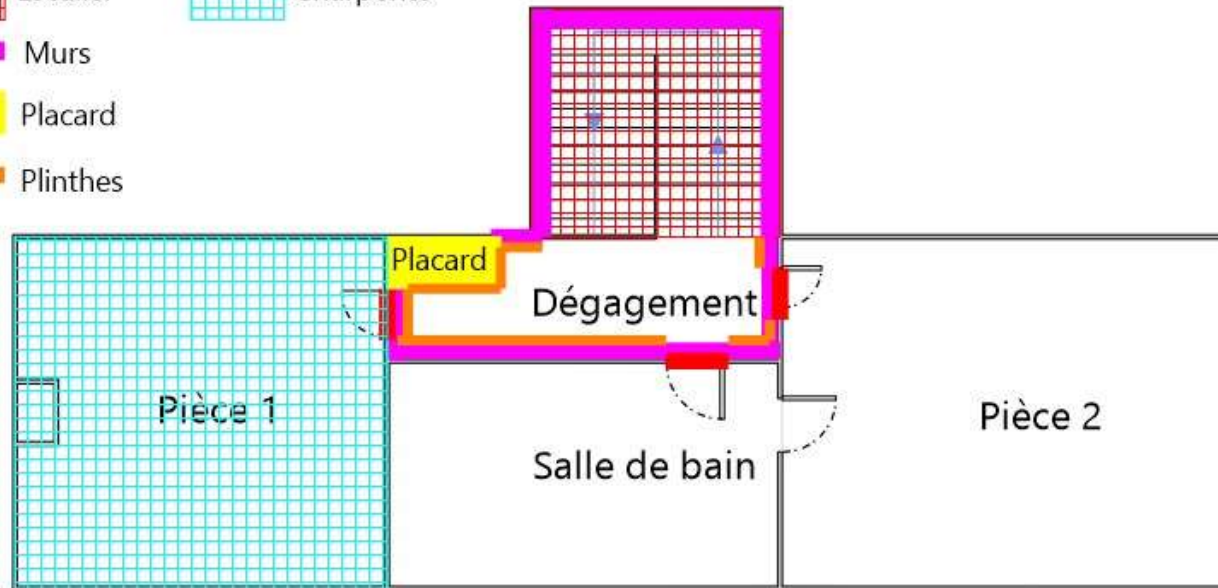 Murs
Placard
Plinthes
Placard
Dégagement
Pièce 1
Pièce 2
Salle de bain